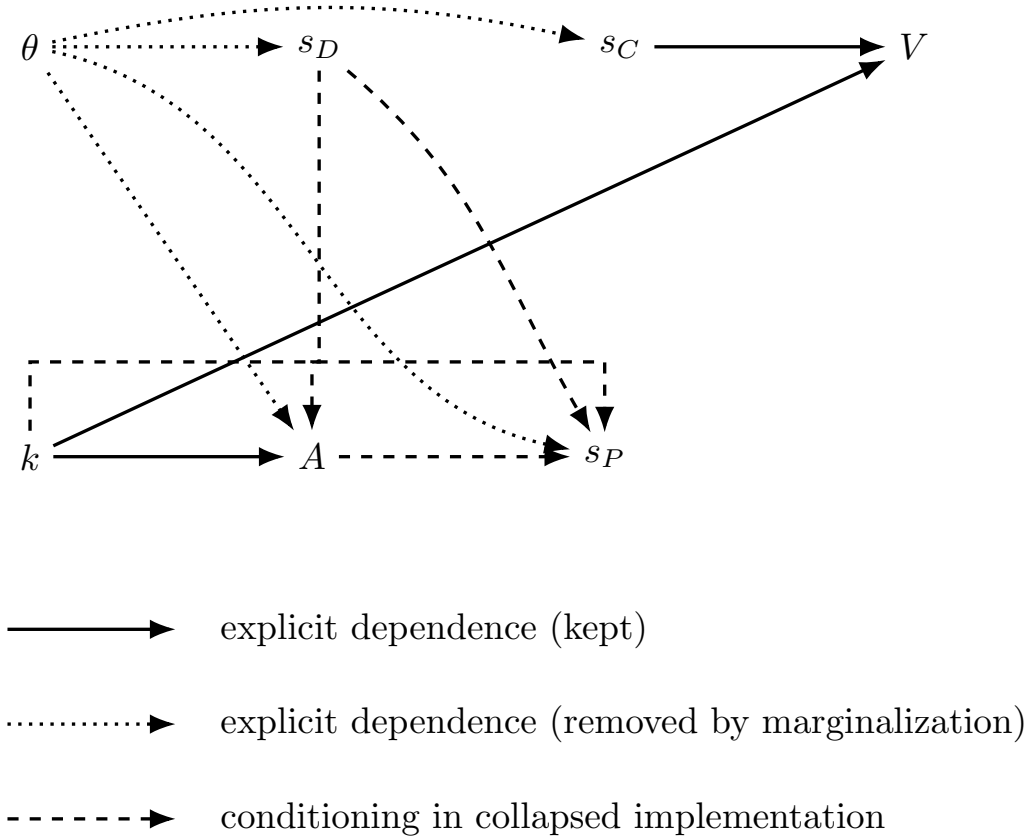 θ s_D s_C V
k A s_P
explicit dependence (kept)
explicit dependence (removed by marginalization)
conditioning in collapsed implementation